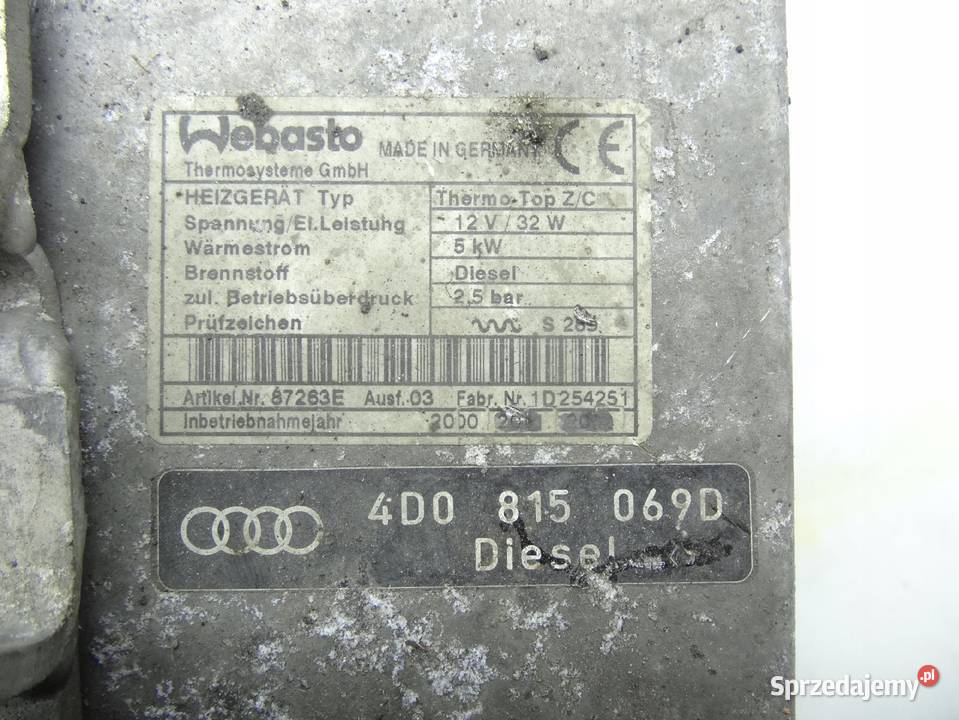 Webasto
MADE IN GERMANY CE
Thermosysteme GmbH
HEIZGERÄT Typ Thermo-Top Z/C
Spannung/El.Leistung 12 V / 32 W
Wärmestrom 5 kW
Brennstoff Diesel
zul. Betriebsüberdruck 2,5 bar
Prüfzeichen S 289
Artikel.Nr. 67263E Ausf. 03 Fabr. Nr. 1D254251
Inbetriebnahmejahr 2000
4D0 815 069D
Diesel
Sprzedajemy.pl